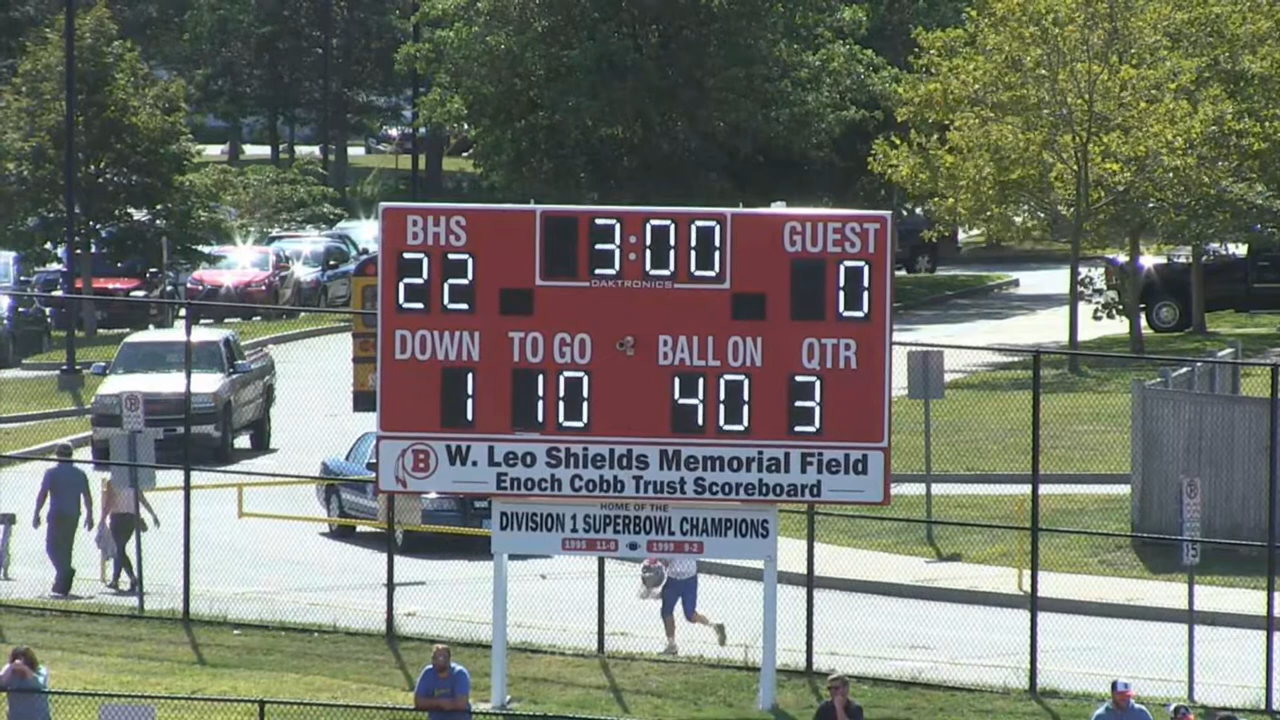 BHS 3:00 GUEST
DAKTRONICS
22 0
DOWN TO GO BALL ON QTR
1 10 40 3
B W. Leo Shields Memorial Field
Enoch Cobb Trust Scoreboard
HOME OF THE
DIVISION 1 SUPERBOWL CHAMPIONS
1995 11-0 1999 9-2
15